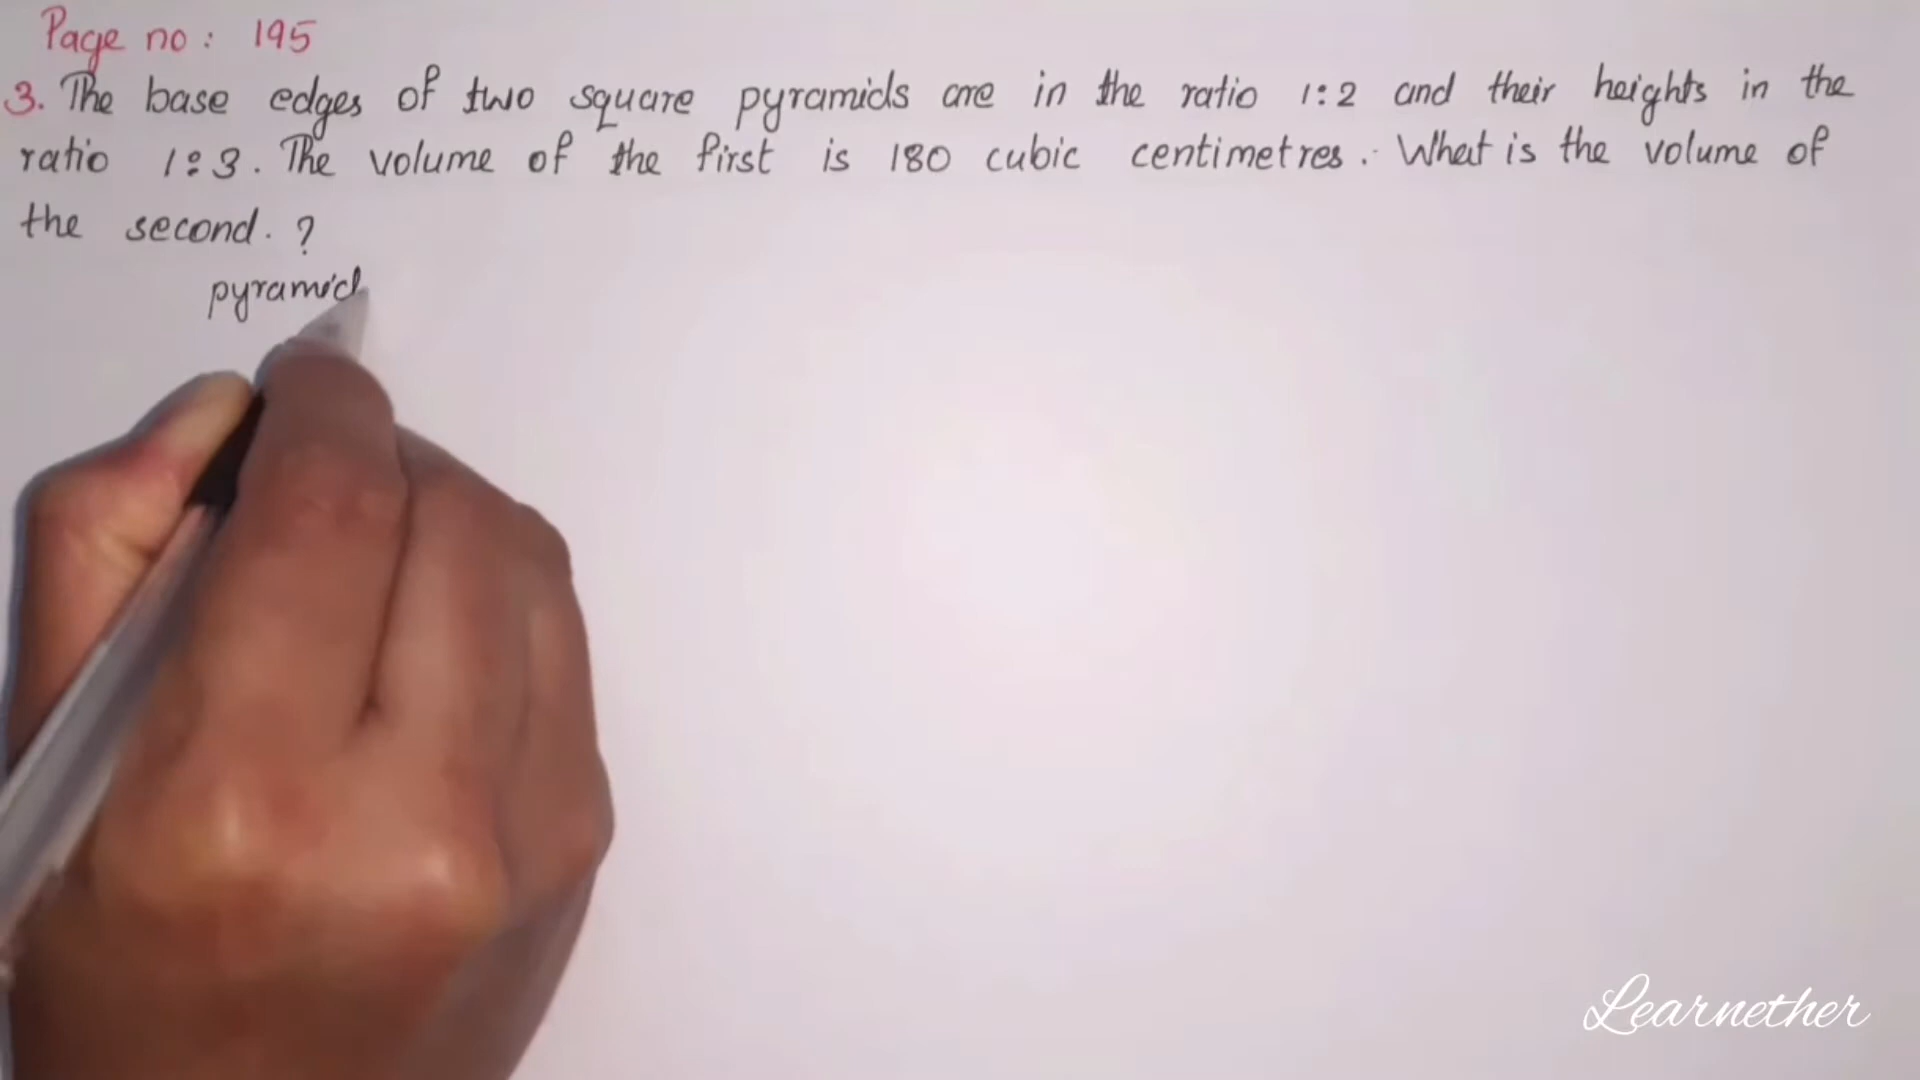 Page no: 195
3. The base edges of two square pyramids are in the ratio 1:2 and their heights in the
ratio 1:3. The volume of the first is 180 cubic centimetres. What is the volume of
the second. ?
pyramid
Learnether